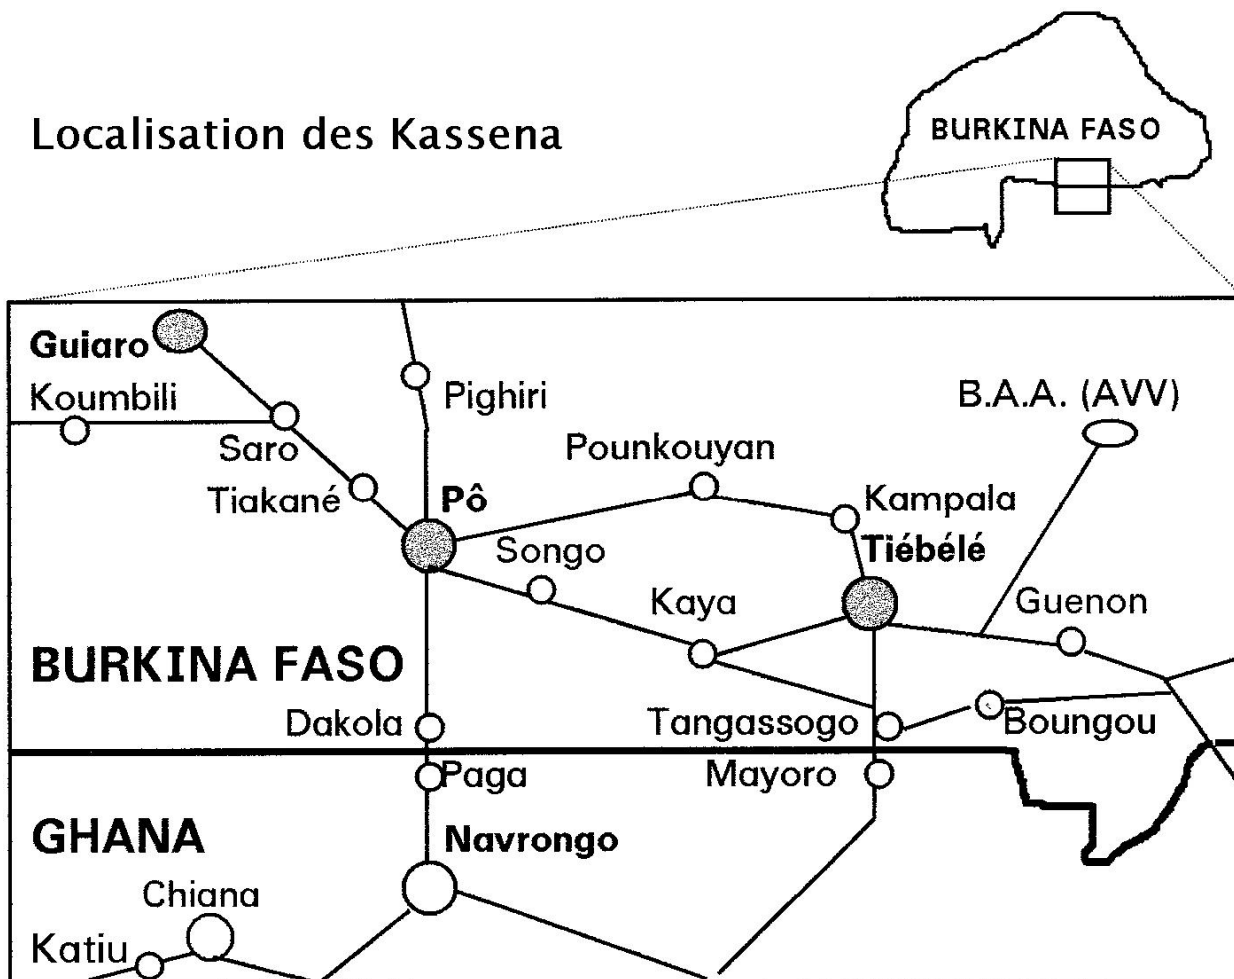 Localisation des Kassena
BURKINA FASO
Guiaro
Koumbili
Pighiri
B.A.A. (AVV)
Saro
Pounkouyan
Tiakané
Pô
Kampala
Songo
Tiébélé
Kaya
Guenon
BURKINA FASO
Dakola
Tangassogo
Boungou
Paga
Mayoro
GHANA
Navrongo
Chiana
Katiu